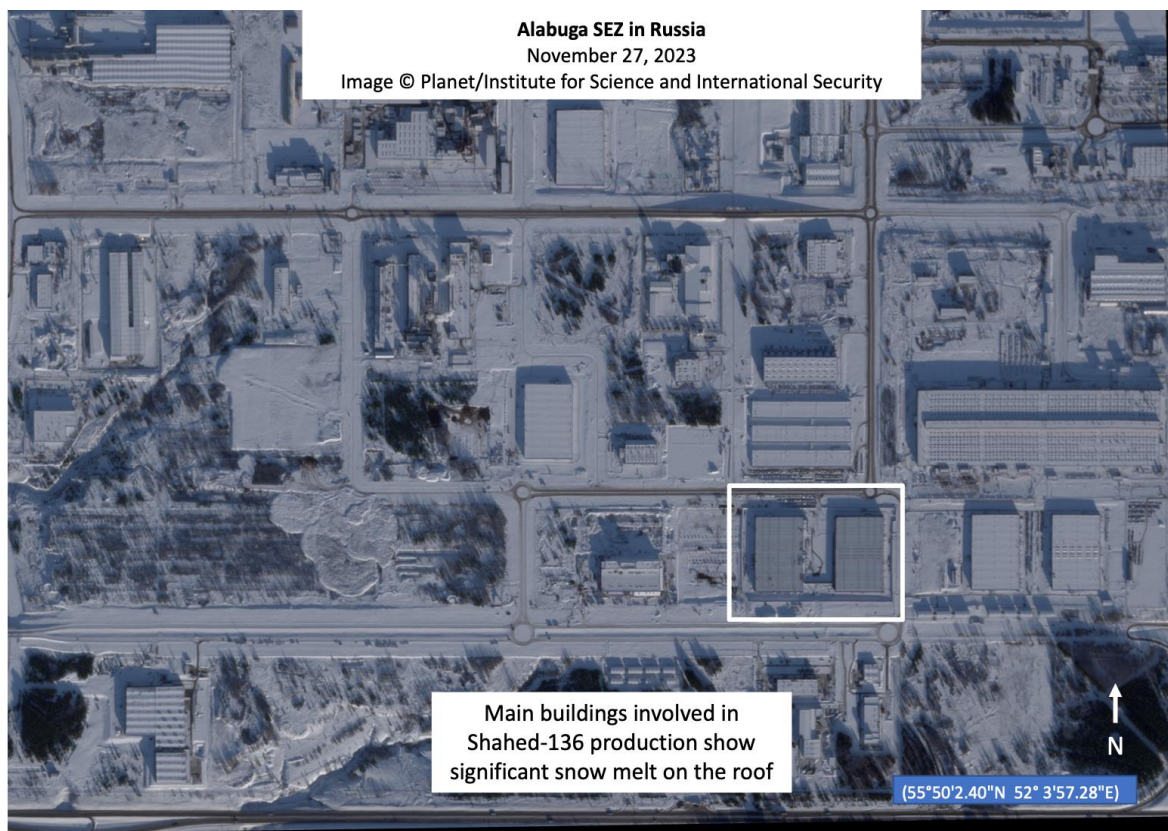 Alabuga SEZ in Russia
November 27, 2023
Image © Planet/Institute for Science and International Security
Main buildings involved in
Shahed-136 production show
significant snow melt on the roof
N
(55°50'2.40"N 52° 3'57.28"E)